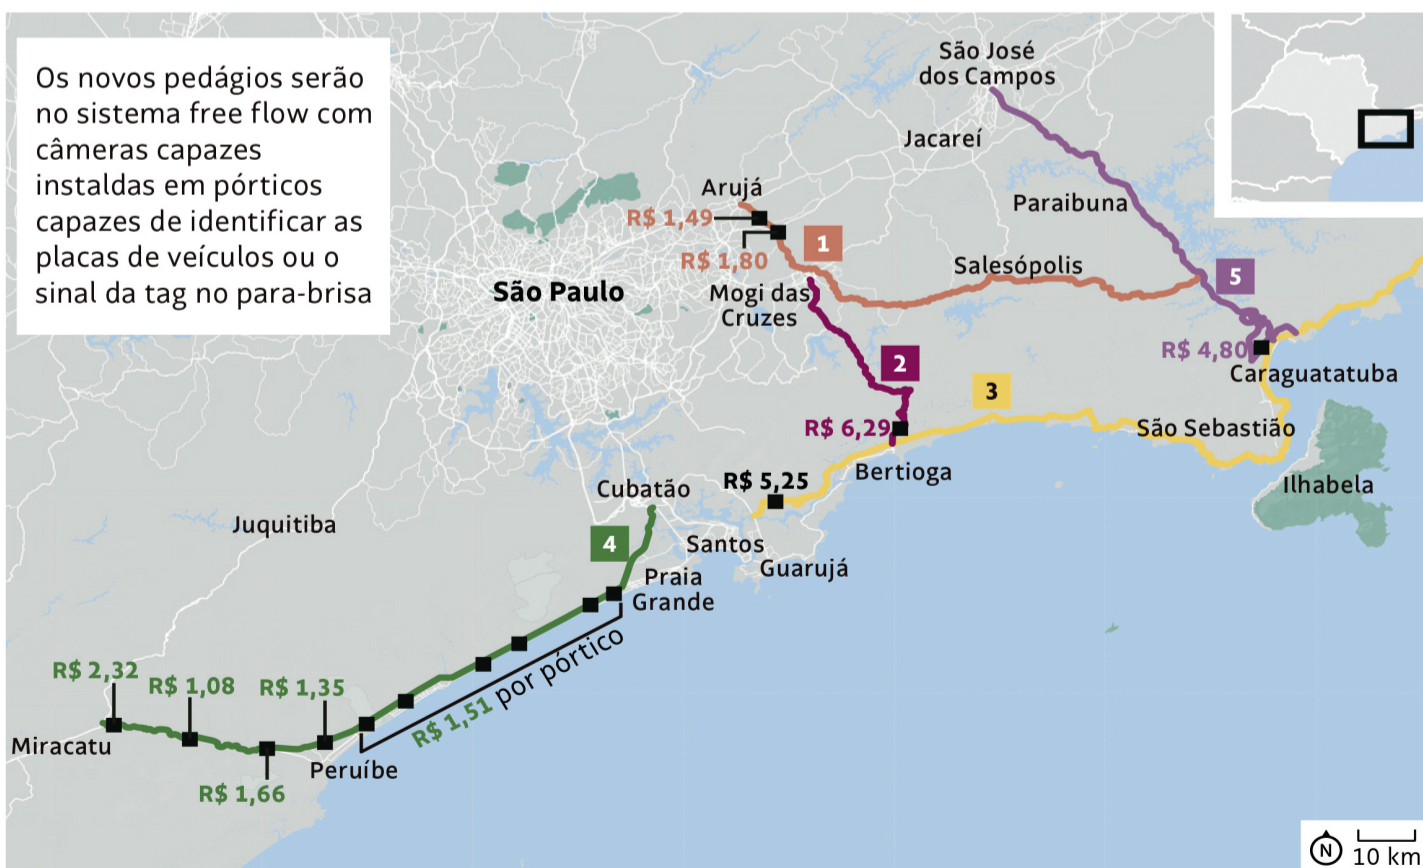 Os novos pedágios serão
no sistema free flow com
câmeras capazes
instaldas em pórticos
capazes de identificar as
placas de veículos ou o
sinal da tag no para-brisa
São José
dos Campos
Jacareí
Arujá
R$ 1,49
R$ 1,80
1
Paraibuna
Salesópolis
5
São Paulo
Mogi das
Cruzes
2
R$ 4,80
Caraguatatuba
3
R$ 6,29
São Sebastião
Bertioga
R$ 5,25
Ilhabela
Cubatão
Juquitiba
4
Santos
Guarujá
Praia
Grande
R$ 1,51 por pórtico
R$ 2,32
R$ 1,08
R$ 1,35
Miracatu
Peruíbe
R$ 1,66
N
10 km